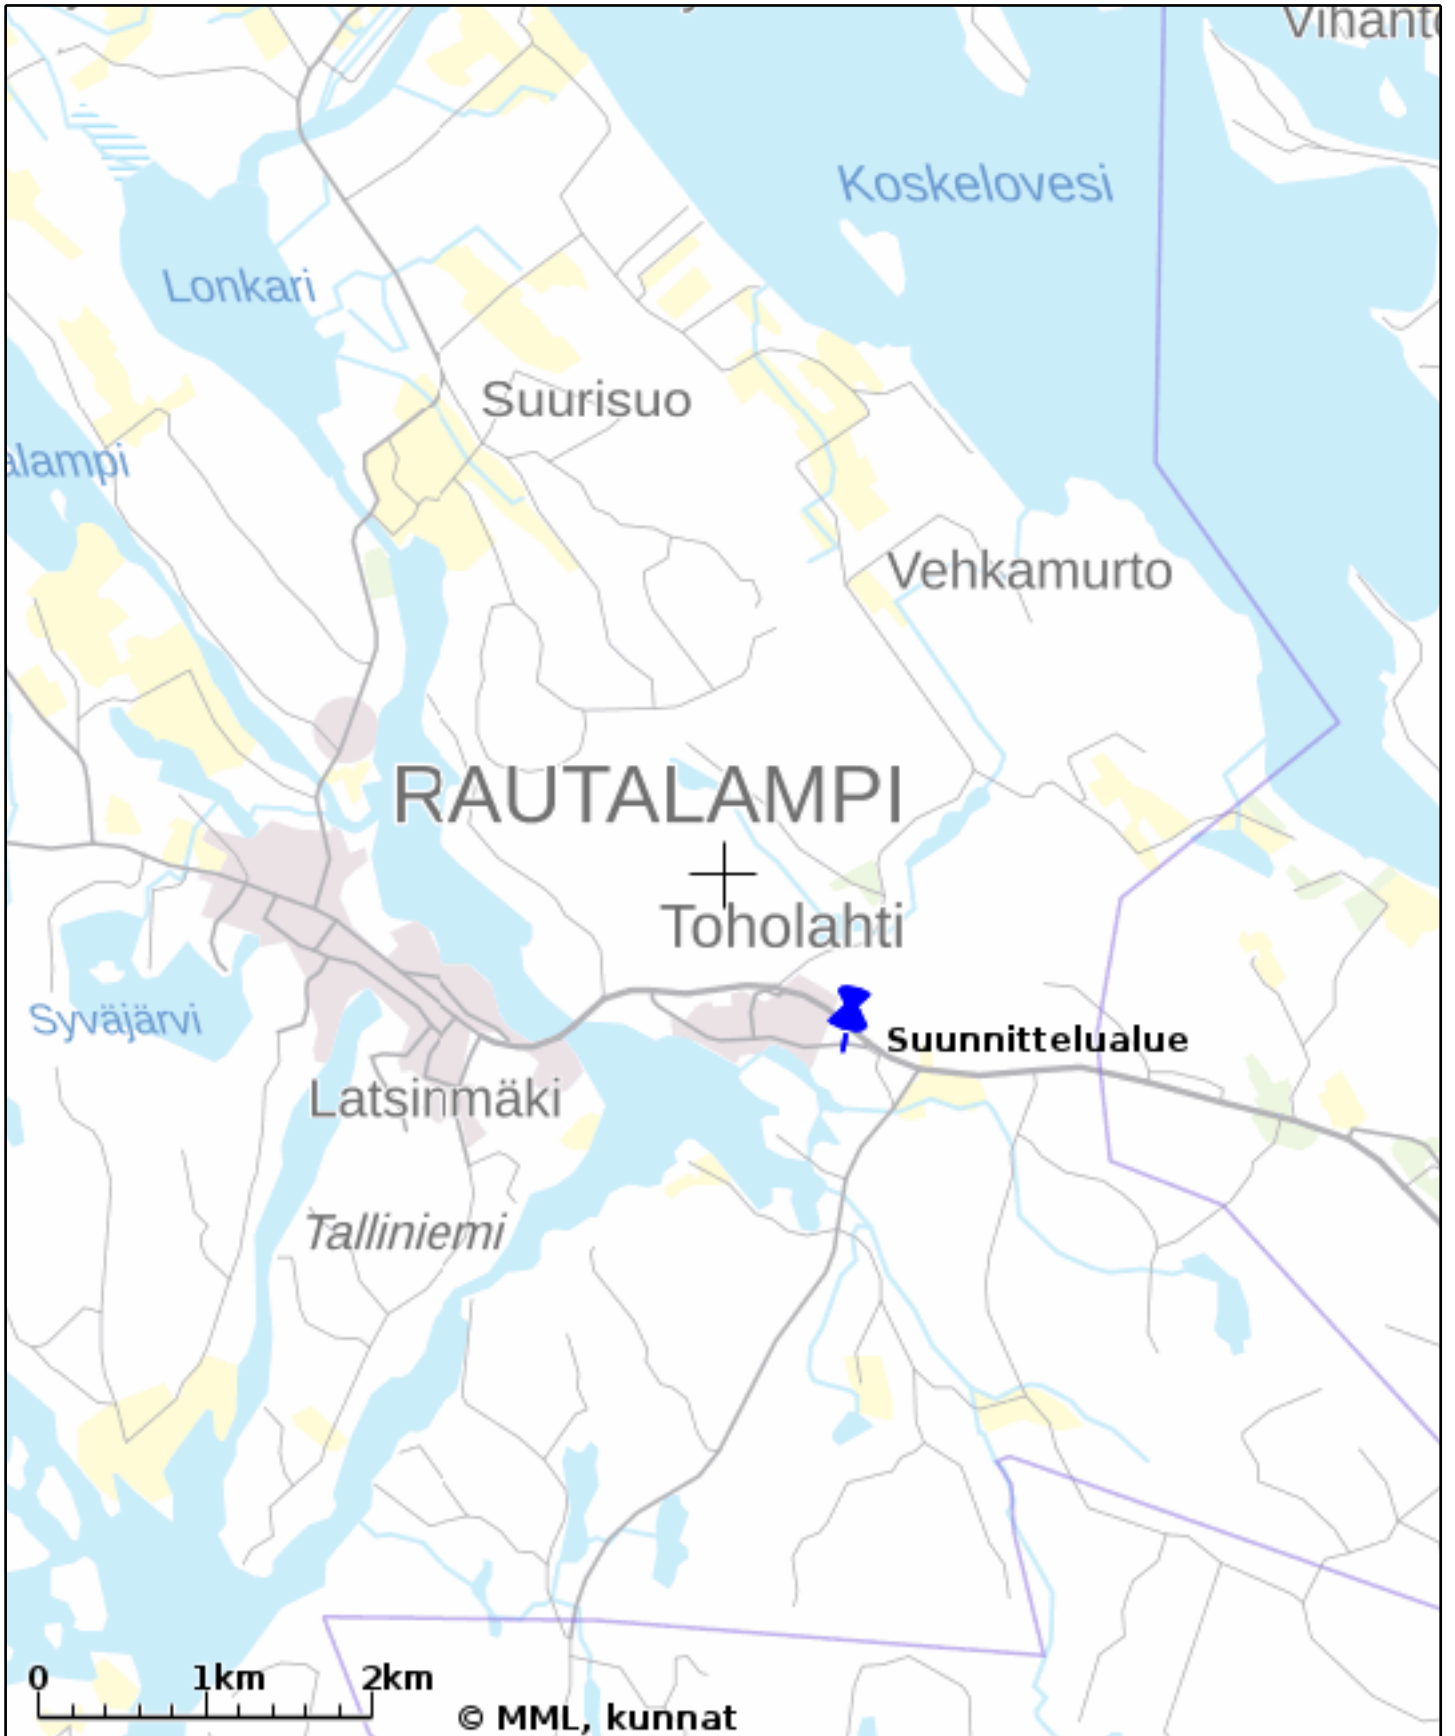 Koskelovesi
Lonkari
Suurisuo
Vehkamurto
RAUTALAMPI
Toholahti
Syväjärvi
Suunnittelualue
Latsinmäki
Talliniemi
0 1km 2km
© MML, kunnat